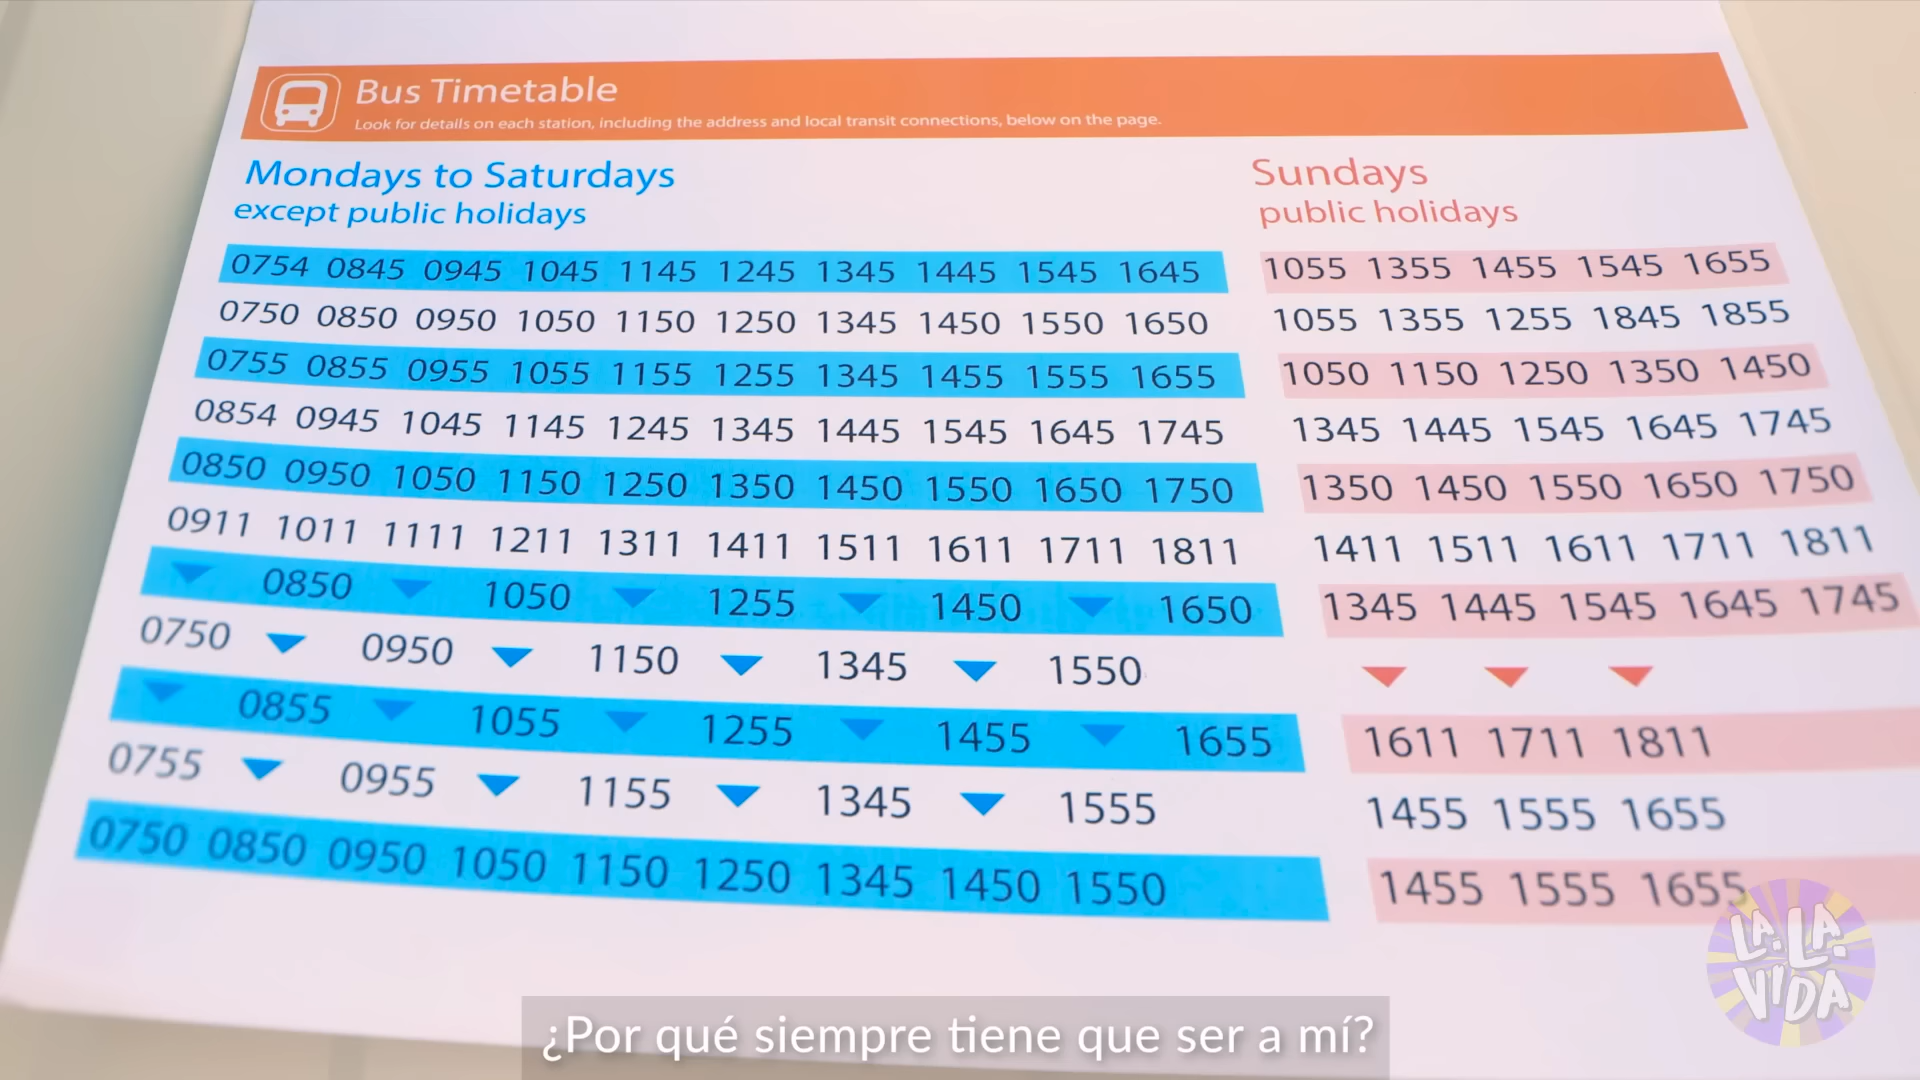 Bus Timetable
Look for details on each station, including the address and local transit connections, below on the page.
Mondays to Saturdays
except public holidays
0754 0845 0945 1045 1145 1245 1345 1445 1545 1645
0750 0850 0950 1050 1150 1250 1345 1450 1550 1650
0755 0855 0955 1055 1155 1255 1345 1455 1555 1655
0854 0945 1045 1145 1245 1345 1445 1545 1645 1745
0850 0950 1050 1150 1250 1350 1450 1550 1650 1750
0911 1011 1111 1211 1311 1411 1511 1611 1711 1811
0850 1050 1255 1450 1650
0750 0950 1150 1345 1550
0855 1055 1255 1455 1655
0755 0955 1155 1345 1555
0750 0850 0950 1050 1150 1250 1345 1450 1550
Sundays
public holidays
1055 1355 1455 1545 1655
1055 1355 1255 1845 1855
1050 1150 1250 1350 1450
1345 1445 1545 1645 1745
1350 1450 1550 1650 1750
1411 1511 1611 1711 1811
1345 1445 1545 1645 1745
1611 1711 1811
1455 1555 1655
1455 1555 1655
LA. LA.
VIDA
¿Por qué siempre tiene que ser a mí?